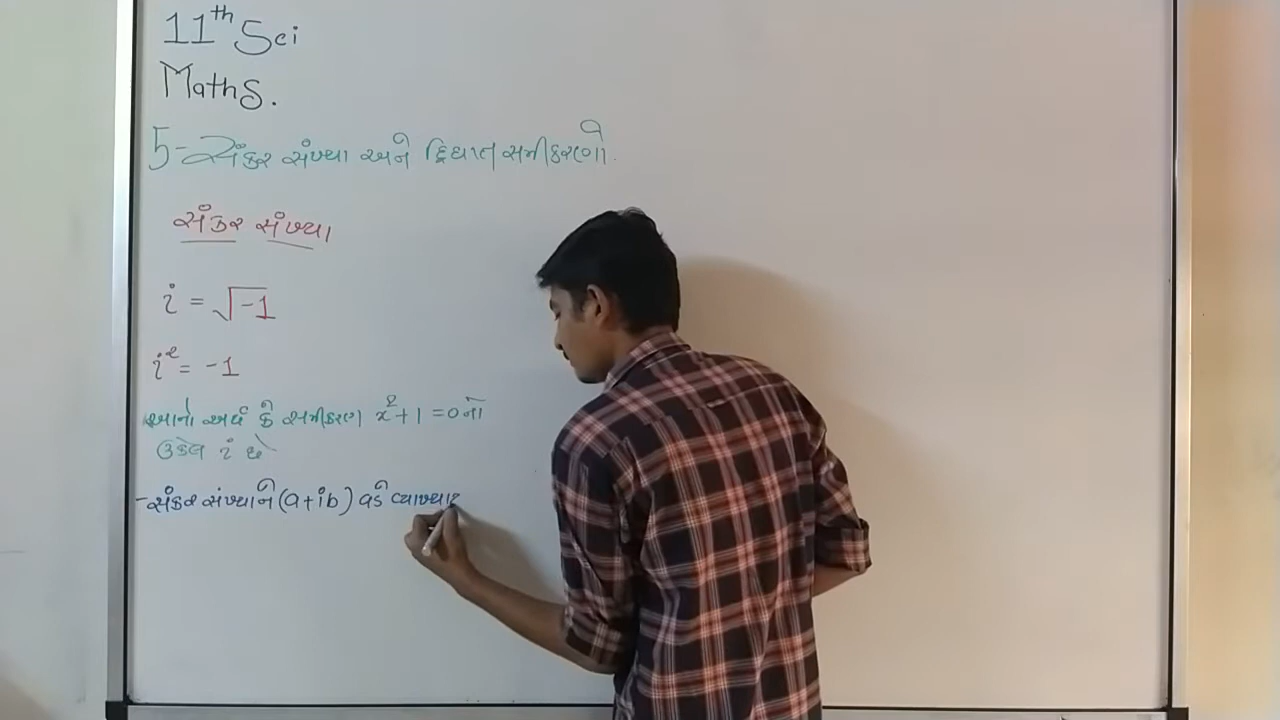 11th Sci
Maths.
5-સંકર સંખ્યા અને દ્વિઘાત સમીકરણો.
સંકર સંખ્યા
i = √-1
i² = -1
આનો અર્થ કે સમીકરણ x²+1=0નો
ઉકેલ i છે
-સંકર સંખ્યાને (a+ib) વડે વ્યાખ્યા